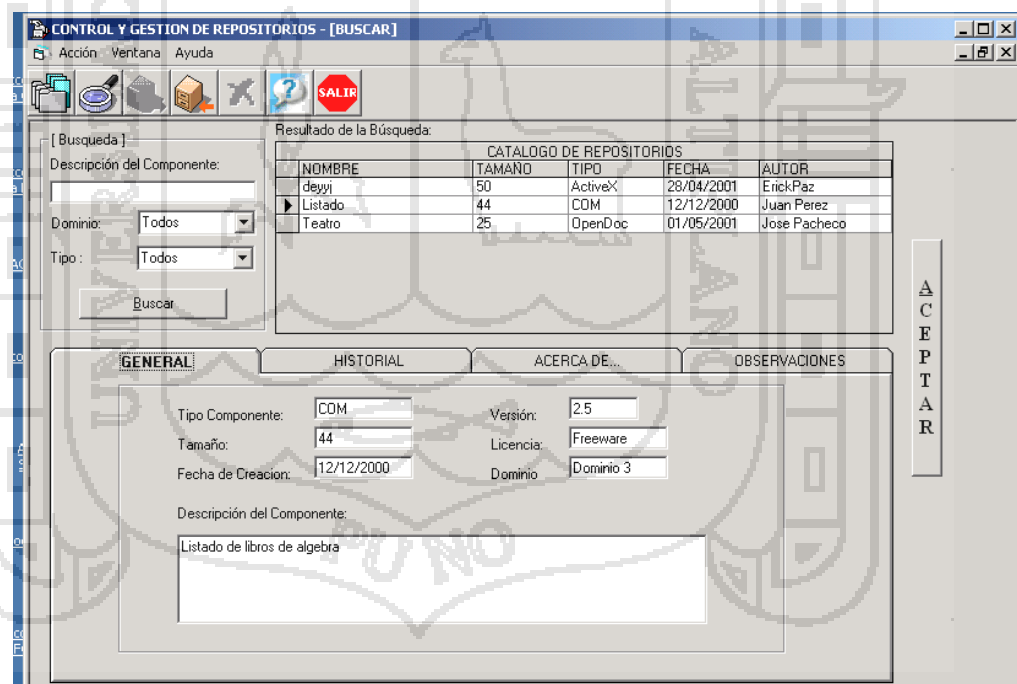 CONTROL Y GESTION DE REPOSITORIOS - [BUSCAR]
Acción Ventana Ayuda
SALIR
[ Busqueda ]
Descripción del Componente:
Dominio: Todos
Tipo : Todos
Buscar
Resultado de la Búsqueda:
CATALOGO DE REPOSITORIOS
NOMBRE TAMAÑO TIPO FECHA AUTOR
deyyj 50 ActiveX 28/04/2001 ErickPaz
Listado 44 COM 12/12/2000 Juan Perez
Teatro 25 OpenDoc 01/05/2001 Jose Pacheco
ACEPTAR
GENERAL HISTORIAL ACERCA DE... OBSERVACIONES
Tipo Componente: COM Versión: 2.5
Tamaño: 44 Licencia: Freeware
Fecha de Creacion: 12/12/2000 Dominio Dominio 3
Descripción del Componente:
Listado de libros de algebra
PUNO